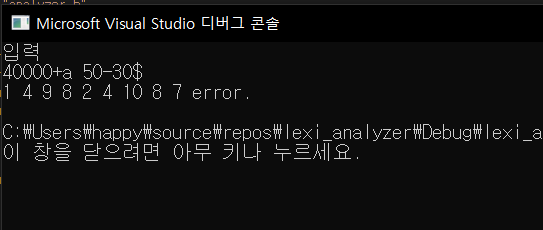 "analyzer.h"
Microsoft Visual Studio 디버그 콘솔
입력
40000+a 50-30$
1 4 9 8 2 4 10 8 7 error.
C:\Users\happy\source\repos\lexi_analyzer\Debug\lexi_a
이 창을 닫으려면 아무 키나 누르세요.